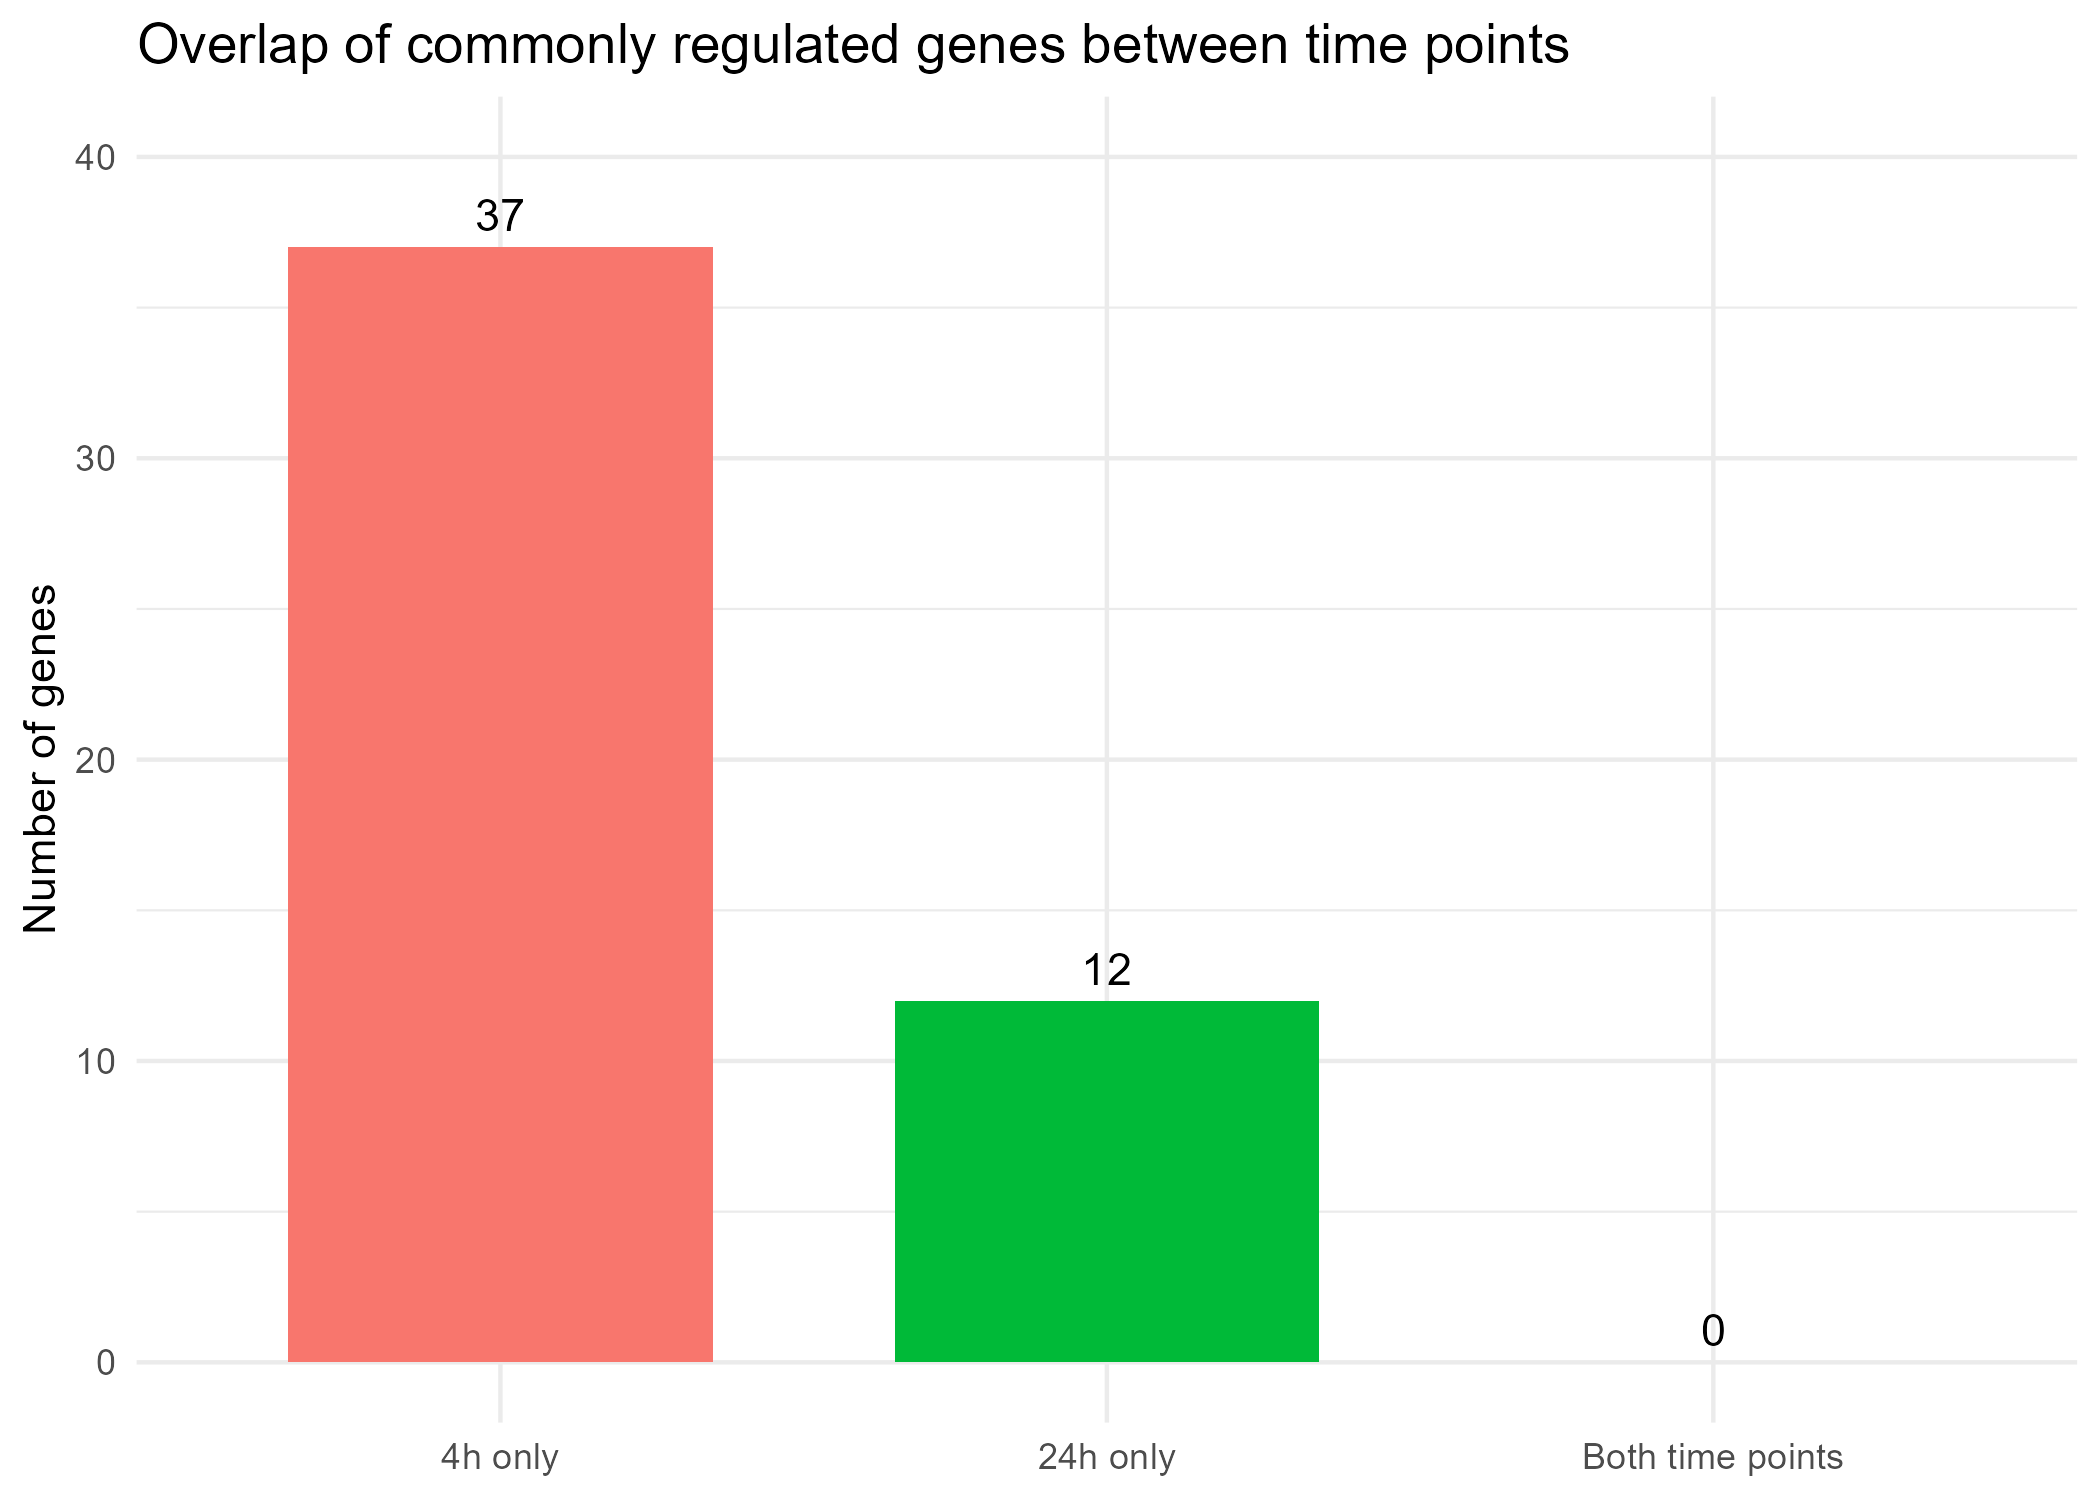 Overlap of commonly regulated genes between time points
Number of genes
40
30
20
10
0
37
12
0
4h only
24h only
Both time points